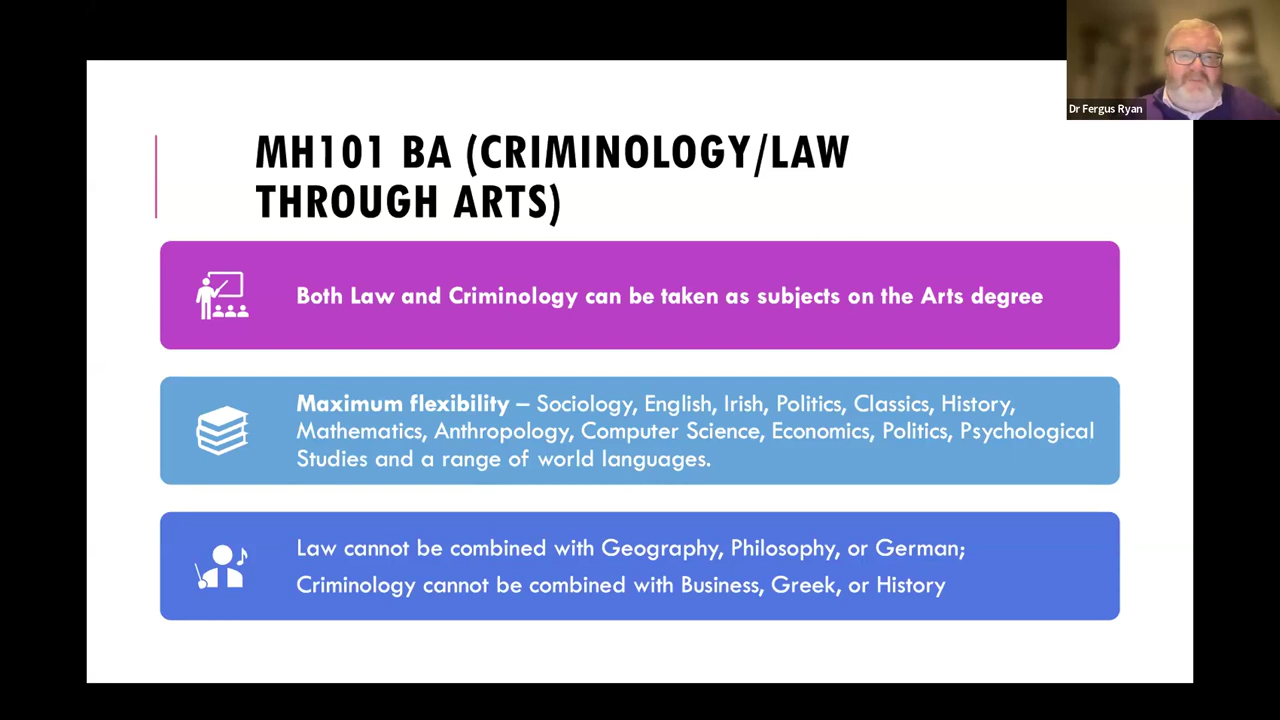 Dr Fergus Ryan
MH101 BA (CRIMINOLOGY/LAW
THROUGH ARTS)
Both Law and Criminology can be taken as subjects on the Arts degree
Maximum flexibility – Sociology, English, Irish, Politics, Classics, History,
Mathematics, Anthropology, Computer Science, Economics, Politics, Psychological
Studies and a range of world languages.
Law cannot be combined with Geography, Philosophy, or German;
Criminology cannot be combined with Business, Greek, or History